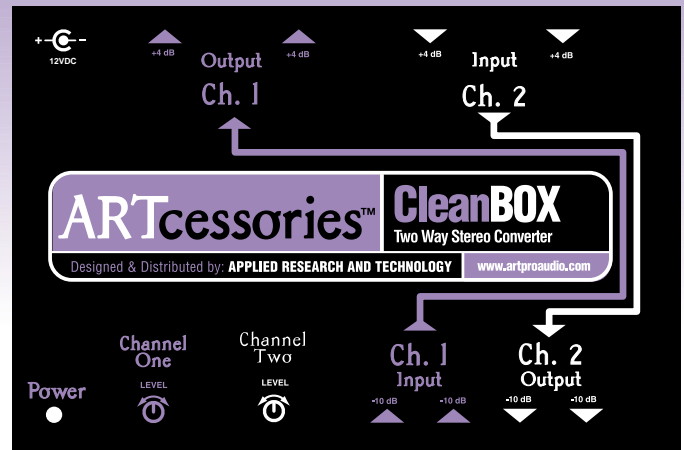 + -
12VDC
+4 dB +4 dB
Output
Ch. 1
+4 dB +4 dB
Input
Ch. 2
ARTcessories™
CleanBOX
Two Way Stereo Converter
Designed & Distributed by: APPLIED RESEARCH AND TECHNOLOGY
www.artproaudio.com
Power
Channel
One
LEVEL
Channel
Two
LEVEL
Ch. 1
Input
-10 dB -10 dB
Ch. 2
Output
-10 dB -10 dB